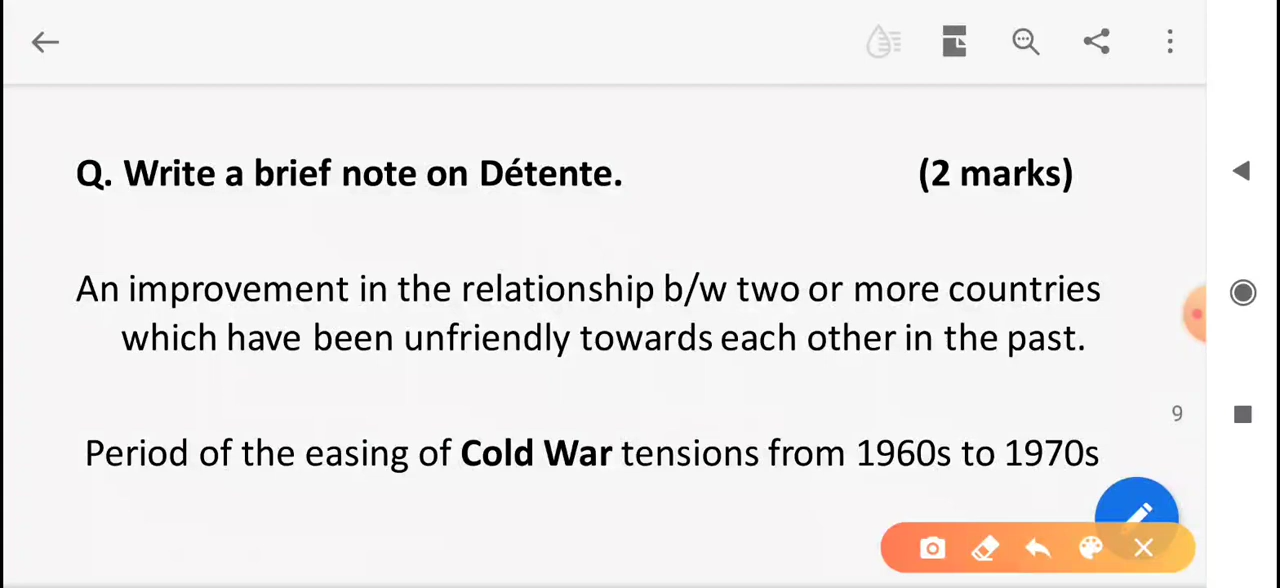 Q. Write a brief note on Détente. (2 marks)
An improvement in the relationship b/w two or more countries
which have been unfriendly towards each other in the past.
9
Period of the easing of Cold War tensions from 1960s to 1970s